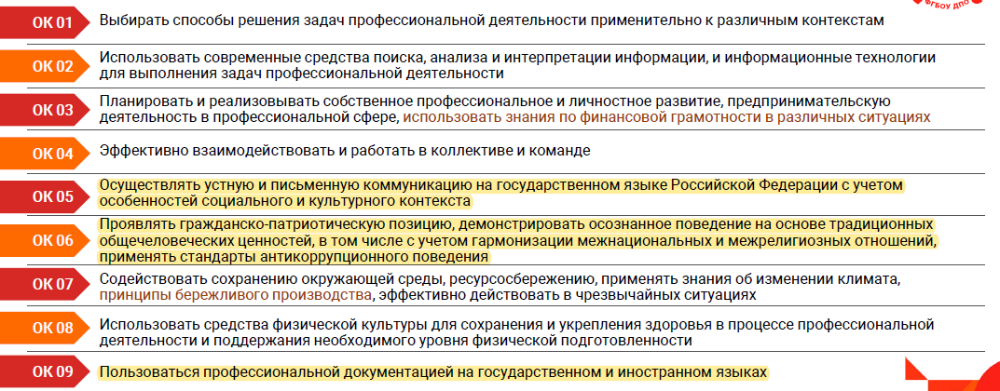 ФГБОУ ДПО
ОК 01
Выбирать способы решения задач профессиональной деятельности применительно к различным контекстам
ОК 02
Использовать современные средства поиска, анализа и интерпретации информации, и информационные технологии
для выполнения задач профессиональной деятельности
ОК 03
Планировать и реализовывать собственное профессиональное и личностное развитие, предпринимательскую
деятельность в профессиональной сфере, использовать знания по финансовой грамотности в различных ситуациях
ОК 04
Эффективно взаимодействовать и работать в коллективе и команде
ОК 05
Осуществлять устную и письменную коммуникацию на государственном языке Российской Федерации с учетом
особенностей социального и культурного контекста
ОК 06
Проявлять гражданско-патриотическую позицию, демонстрировать осознанное поведение на основе традиционных
общечеловеческих ценностей, в том числе с учетом гармонизации межнациональных и межрелигиозных отношений,
применять стандарты антикоррупционного поведения
ОК 07
Содействовать сохранению окружающей среды, ресурсосбережению, применять знания об изменении климата,
принципы бережливого производства, эффективно действовать в чрезвычайных ситуациях
ОК 08
Использовать средства физической культуры для сохранения и укрепления здоровья в процессе профессиональной
деятельности и поддержания необходимого уровня физической подготовленности
ОК 09
Пользоваться профессиональной документацией на государственном и иностранном языках